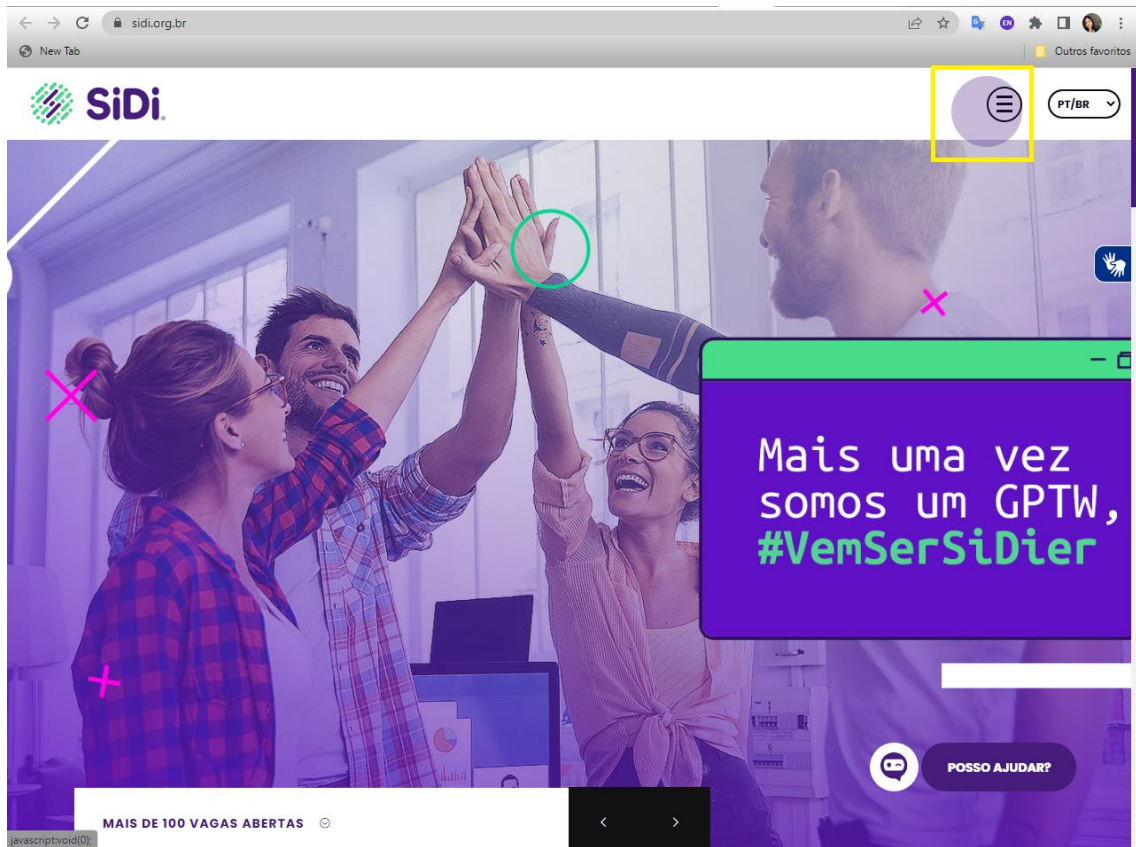 sidi.org.br
EN
New Tab
Outros favoritos
SiDi.
PT/BR
Mais uma vez
somos um GPTW,
#VemSerSiDier
POSSO AJUDAR?
MAIS DE 100 VAGAS ABERTAS
javascript:void(0);